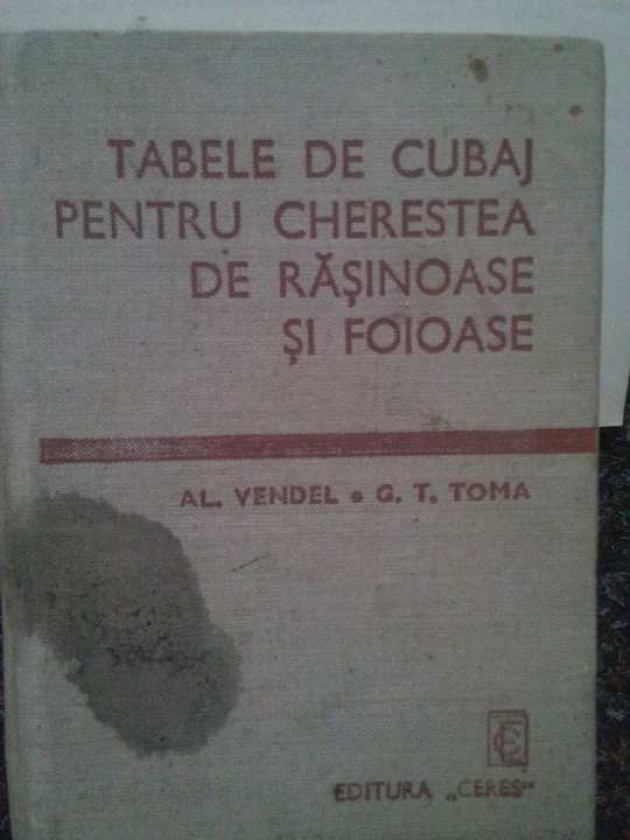 TABELE DE CUBAJ
PENTRU CHERESTEA
DE RĂŞINOASE
ŞI FOIOASE
AL. VENDEL • G. T. TOMA
EDITURA „CERES“